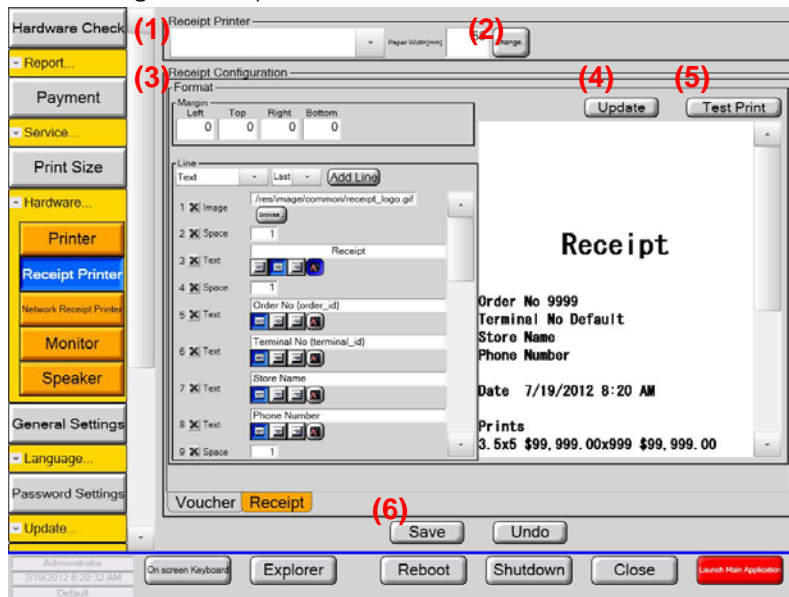 Hardware Check
Report...
Payment
Service...
Print Size
Hardware...
Printer
Receipt Printer
Network Receipt Printer
Monitor
Speaker
General Settings
Language...
Password Settings
Update...
(1)
Receipt Printer
Paper Width[mm]
(2)
Change...
(3)
Receipt Configuration
Format
Margin
Left Top Right Bottom
0 0 0 0
(4)
Update
(5)
Test Print
Line
Text Last Add Line
1 X Image ./res/image/common/receipt_logo.gif
Browse...
2 X Space 1
3 X Text Receipt
4 X Space 1
5 X Text Order No {order_id}
6 X Text Terminal No {terminal_id}
7 X Text Store Name
8 X Text Phone Number
9 X Space 1
Receipt
Order No 9999
Terminal No Default
Store Name
Phone Number
Date 7/19/2012 8:20 AM
Prints
3.5x5 $99,999.00x999 $99,999.00
Voucher Receipt
(6)
Save Undo
Administrator
7/19/2012 8:20:32 AM
Default
On screen Keyboard Explorer Reboot Shutdown Close Launch Main Application